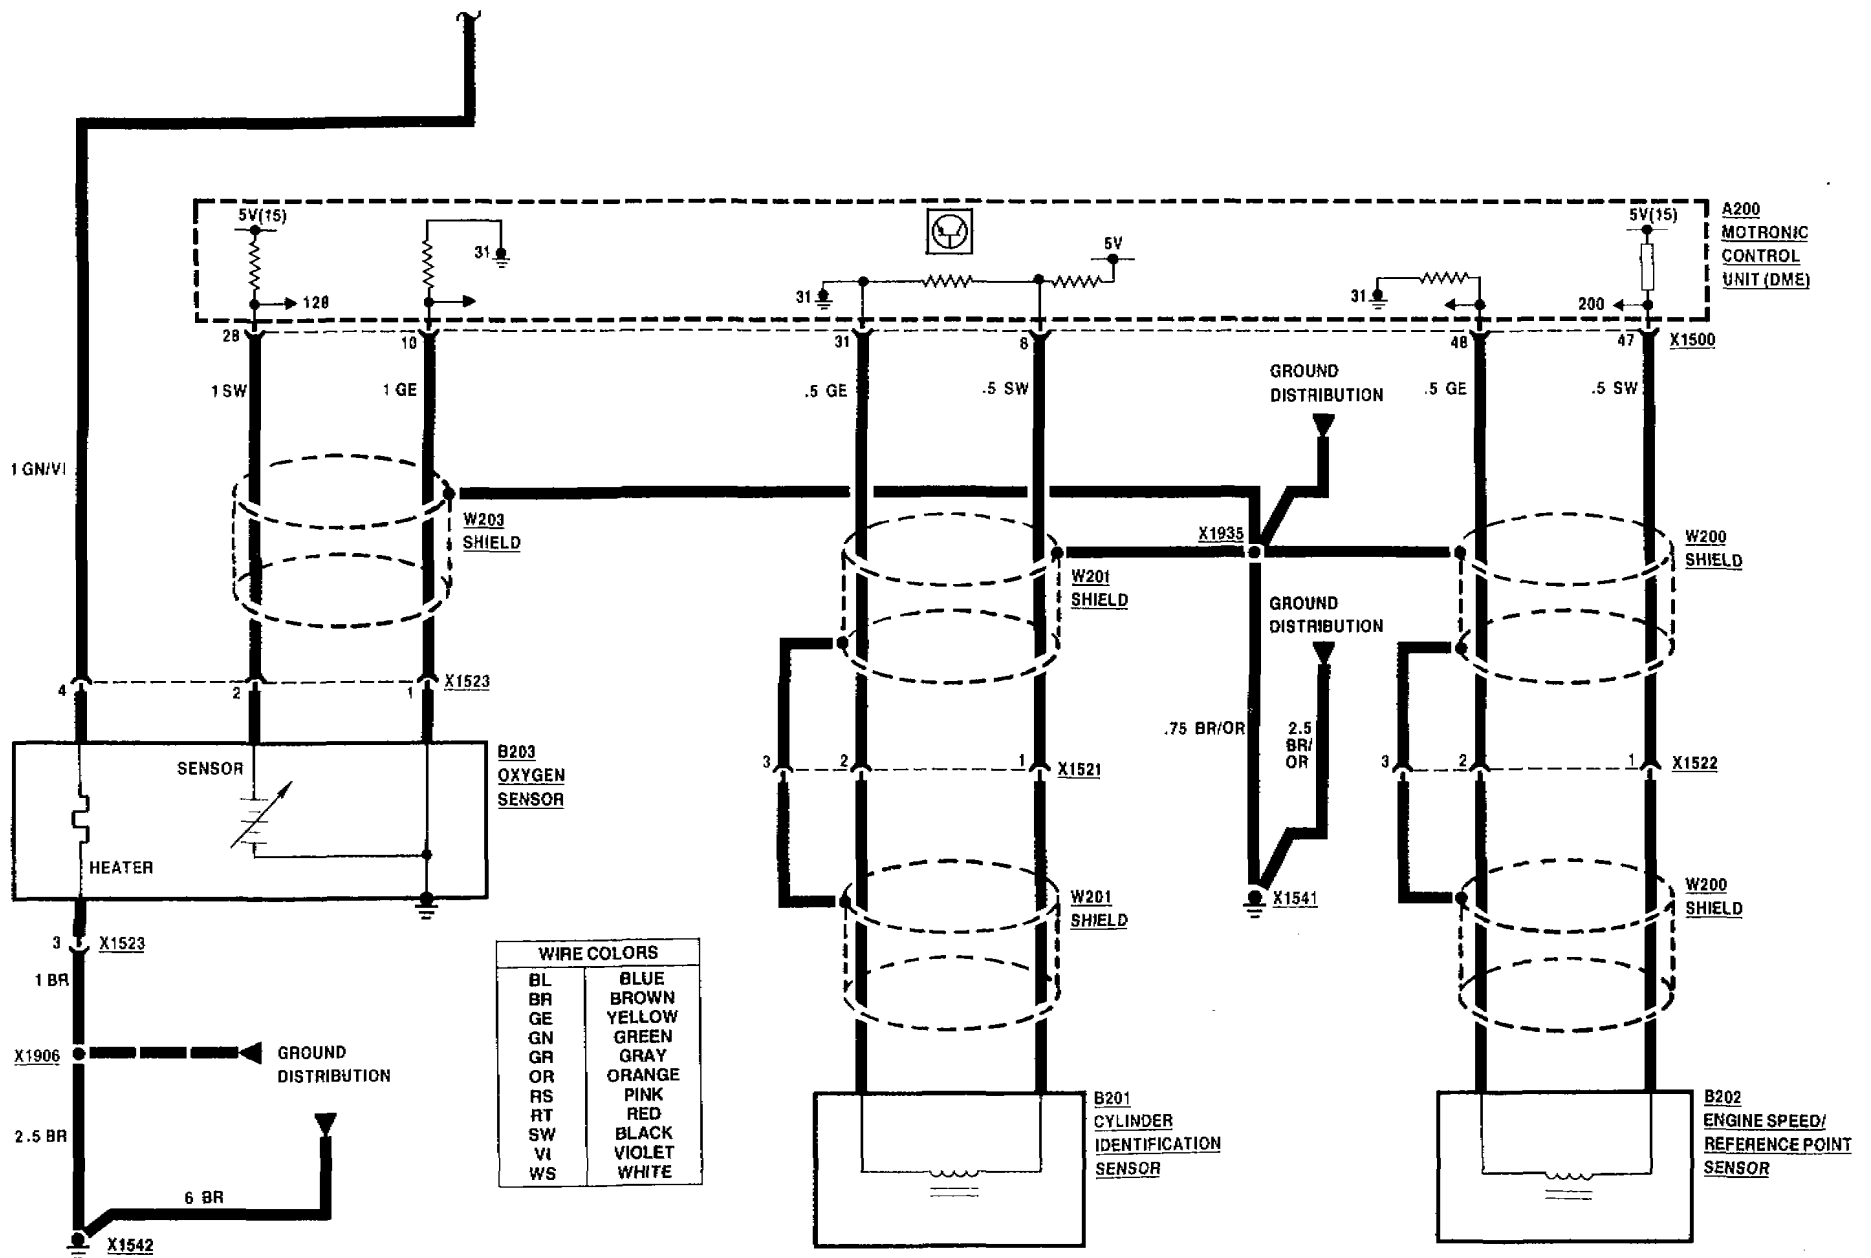 5V(15)
5V(15)
A200
MOTRONIC
CONTROL
UNIT (DME)
31
5V
128
31
31
200
28
10
31
8
48
47
X1500
1 SW
1 GE
.5 GE
.5 SW
GROUND
DISTRIBUTION
.5 GE
.5 SW
1 GN/VI
W203
SHIELD
X1935
W200
SHIELD
W201
SHIELD
GROUND
DISTRIBUTION
4
2
1
X1523
.75 BR/OR
2.5
BR/
OR
B203
OXYGEN
SENSOR
SENSOR
HEATER
3
2
1
X1521
3
2
1
X1522
W201
SHIELD
X1541
W200
SHIELD
3
X1523
1 BR
WIRE COLORS
BL BLUE
BR BROWN
GE YELLOW
GN GREEN
GR GRAY
OR ORANGE
RS PINK
RT RED
SW BLACK
VI VIOLET
WS WHITE
X1906
GROUND
DISTRIBUTION
2.5 BR
6 BR
X1542
B201
CYLINDER
IDENTIFICATION
SENSOR
B202
ENGINE SPEED/
REFERENCE POINT
SENSOR